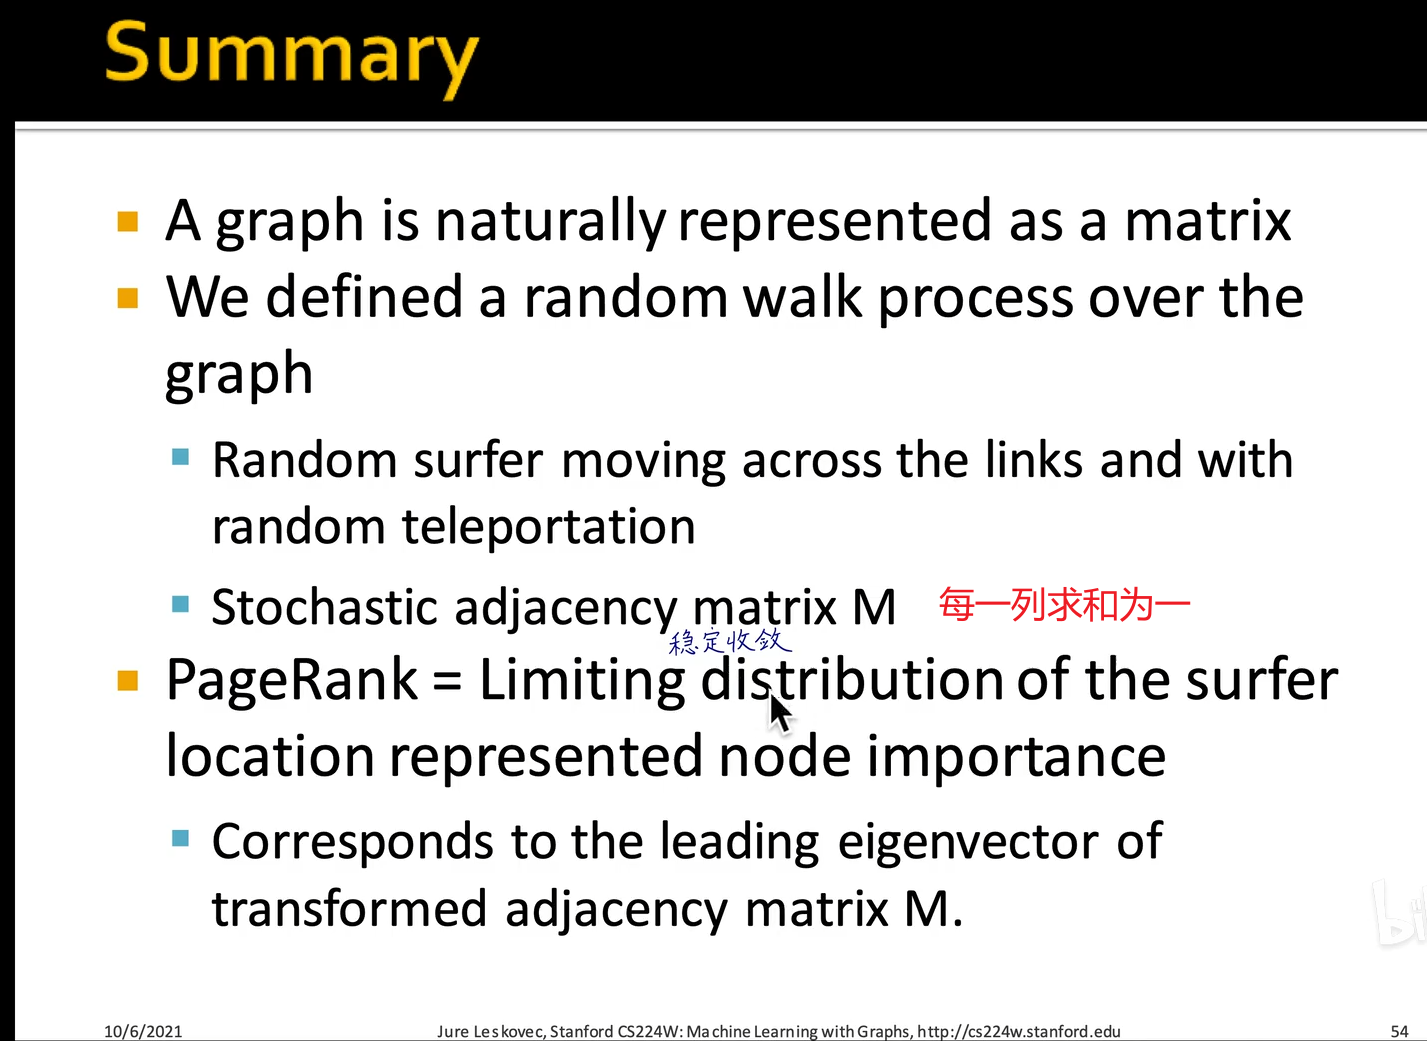 Summary
A graph is naturally represented as a matrix
We defined a random walk process over the
graph
Random surfer moving across the links and with
random teleportation
Stochastic adjacency matrix M 每一列求和为一
稳定收敛
PageRank = Limiting distribution of the surfer
location represented node importance
Corresponds to the leading eigenvector of
transformed adjacency matrix M.
10/6/2021 Jure Leskovec, Stanford CS224W: Machine Learning with Graphs, http://cs224w.stanford.edu 54